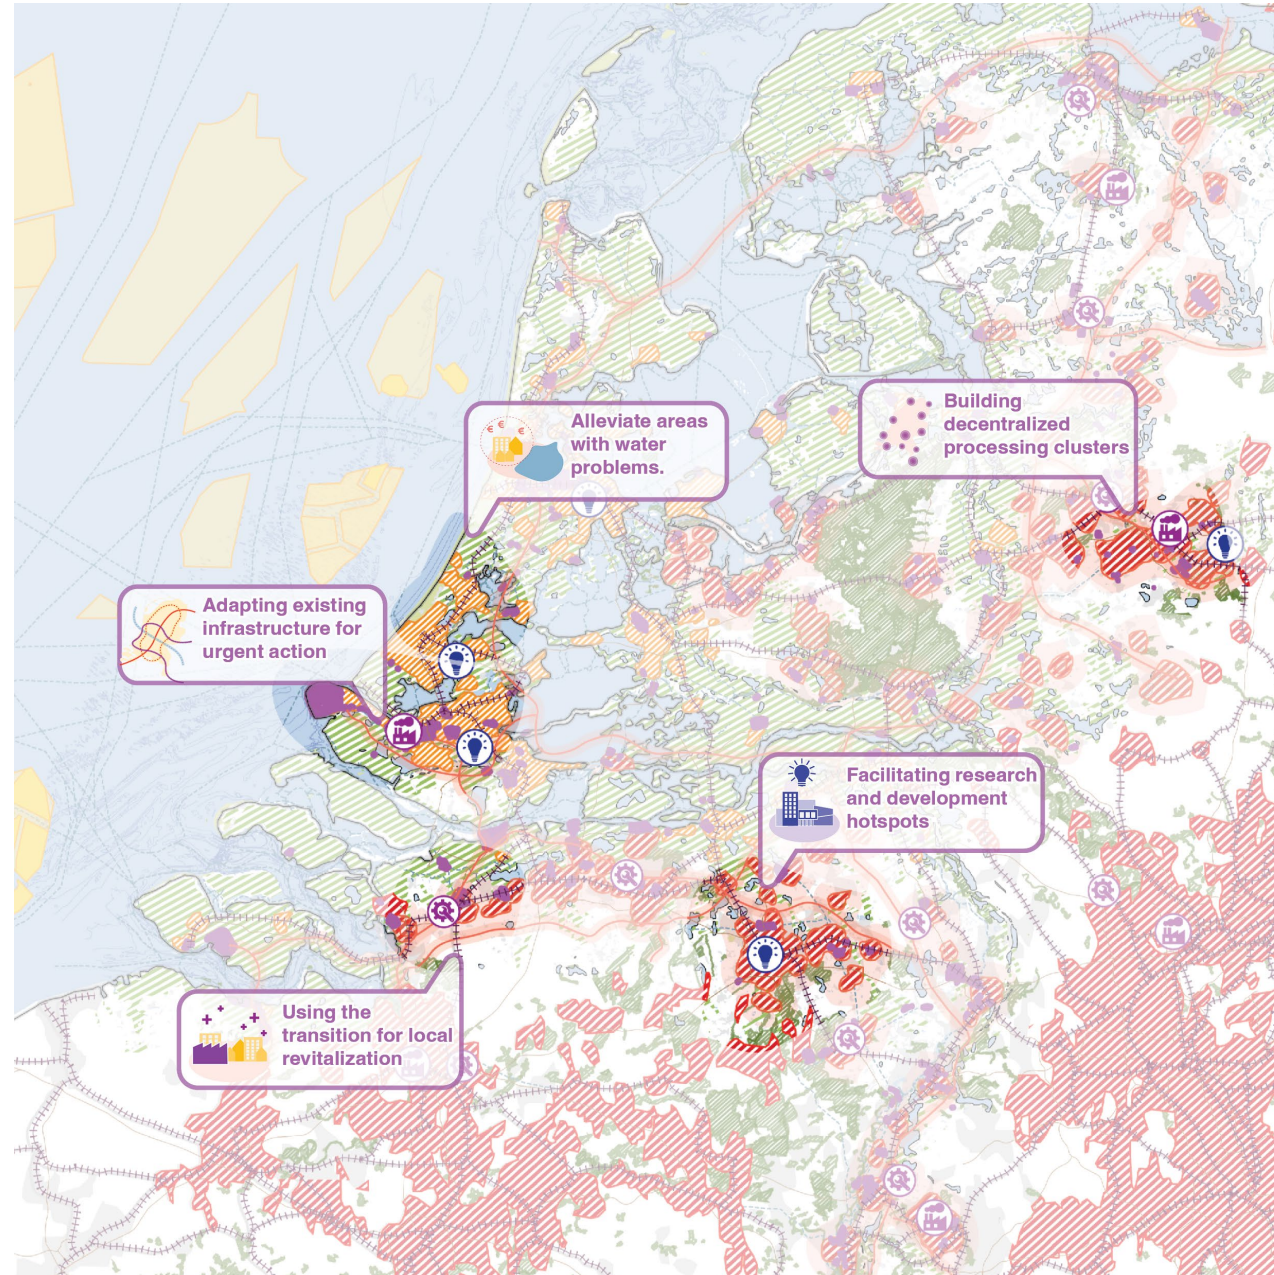 Alleviate areas
with water
problems.
Building
decentralized
processing clusters
Adapting existing
infrastructure for
urgent action
Facilitating research
and development
hotspots
Using the
transition for local
revitalization
€ € €